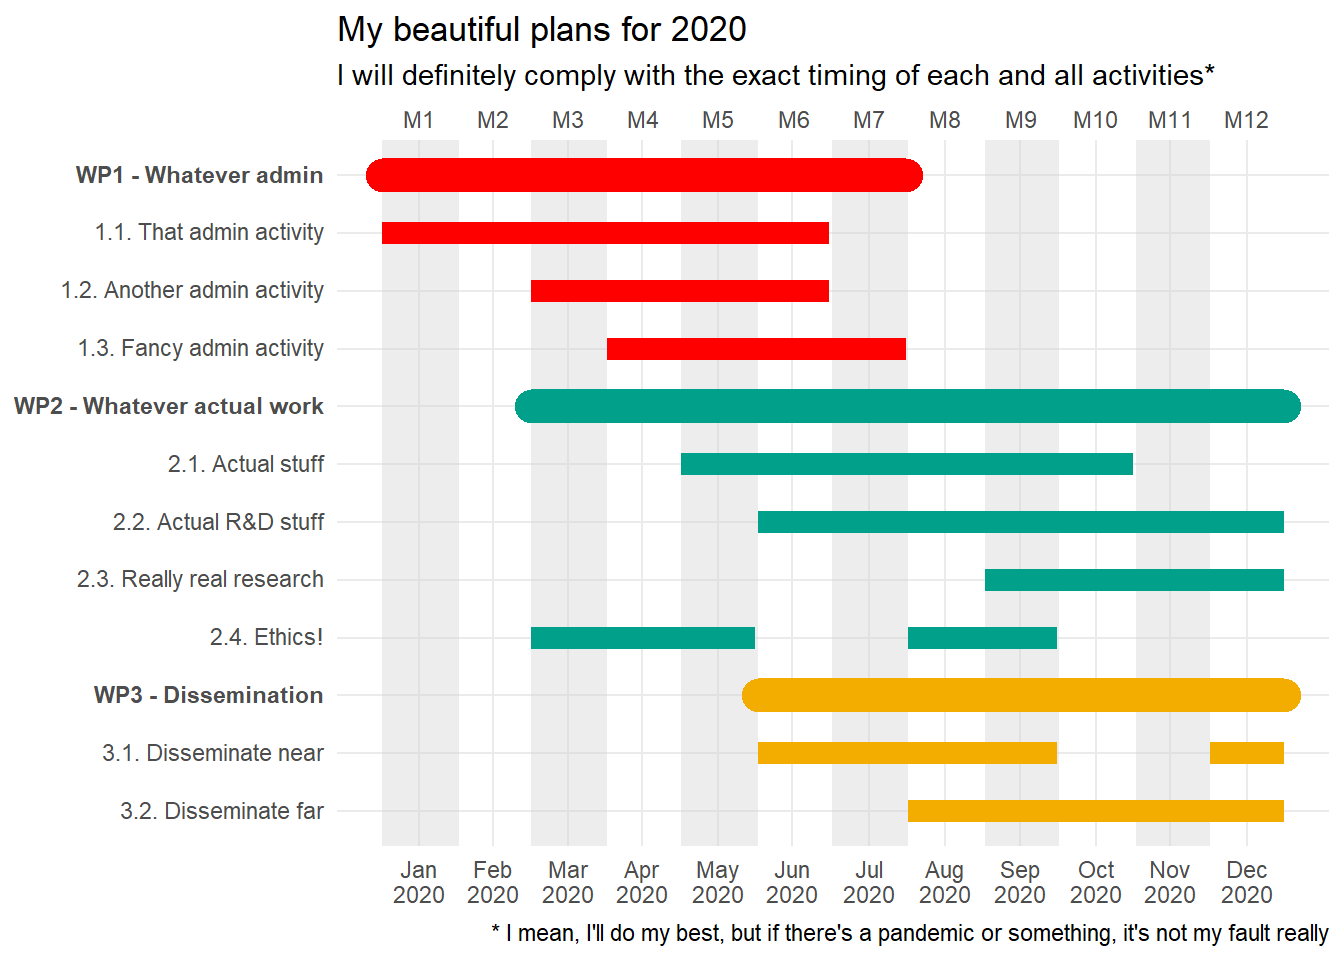 My beautiful plans for 2020
I will definitely comply with the exact timing of each and all activities*
M1 M2 M3 M4 M5 M6 M7 M8 M9 M10 M11 M12
WP1 - Whatever admin
1.1. That admin activity
1.2. Another admin activity
1.3. Fancy admin activity
WP2 - Whatever actual work
2.1. Actual stuff
2.2. Actual R&D stuff
2.3. Really real research
2.4. Ethics!
WP3 - Dissemination
3.1. Disseminate near
3.2. Disseminate far
Jan Feb Mar Apr May Jun Jul Aug Sep Oct Nov Dec
2020 2020 2020 2020 2020 2020 2020 2020 2020 2020 2020 2020
* I mean, I'll do my best, but if there's a pandemic or something, it's not my fault really